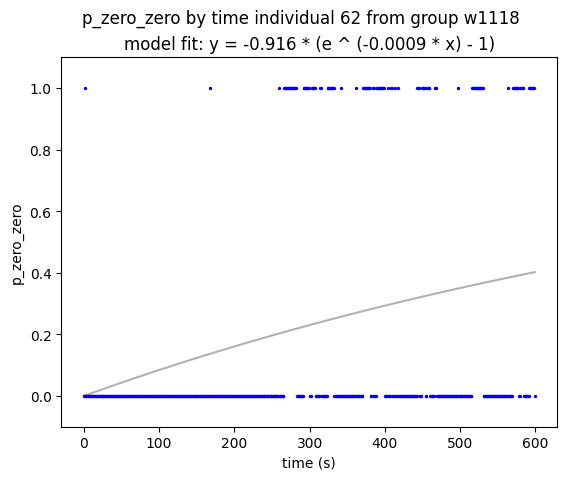 p_zero_zero by time individual 62 from group w1118
model fit: y = -0.916 * (e ^ (-0.0009 * x) - 1)
1.0
0.8
0.6
0.4
0.2
0.0
p_zero_zero
0 100 200 300 400 500 600
time (s)